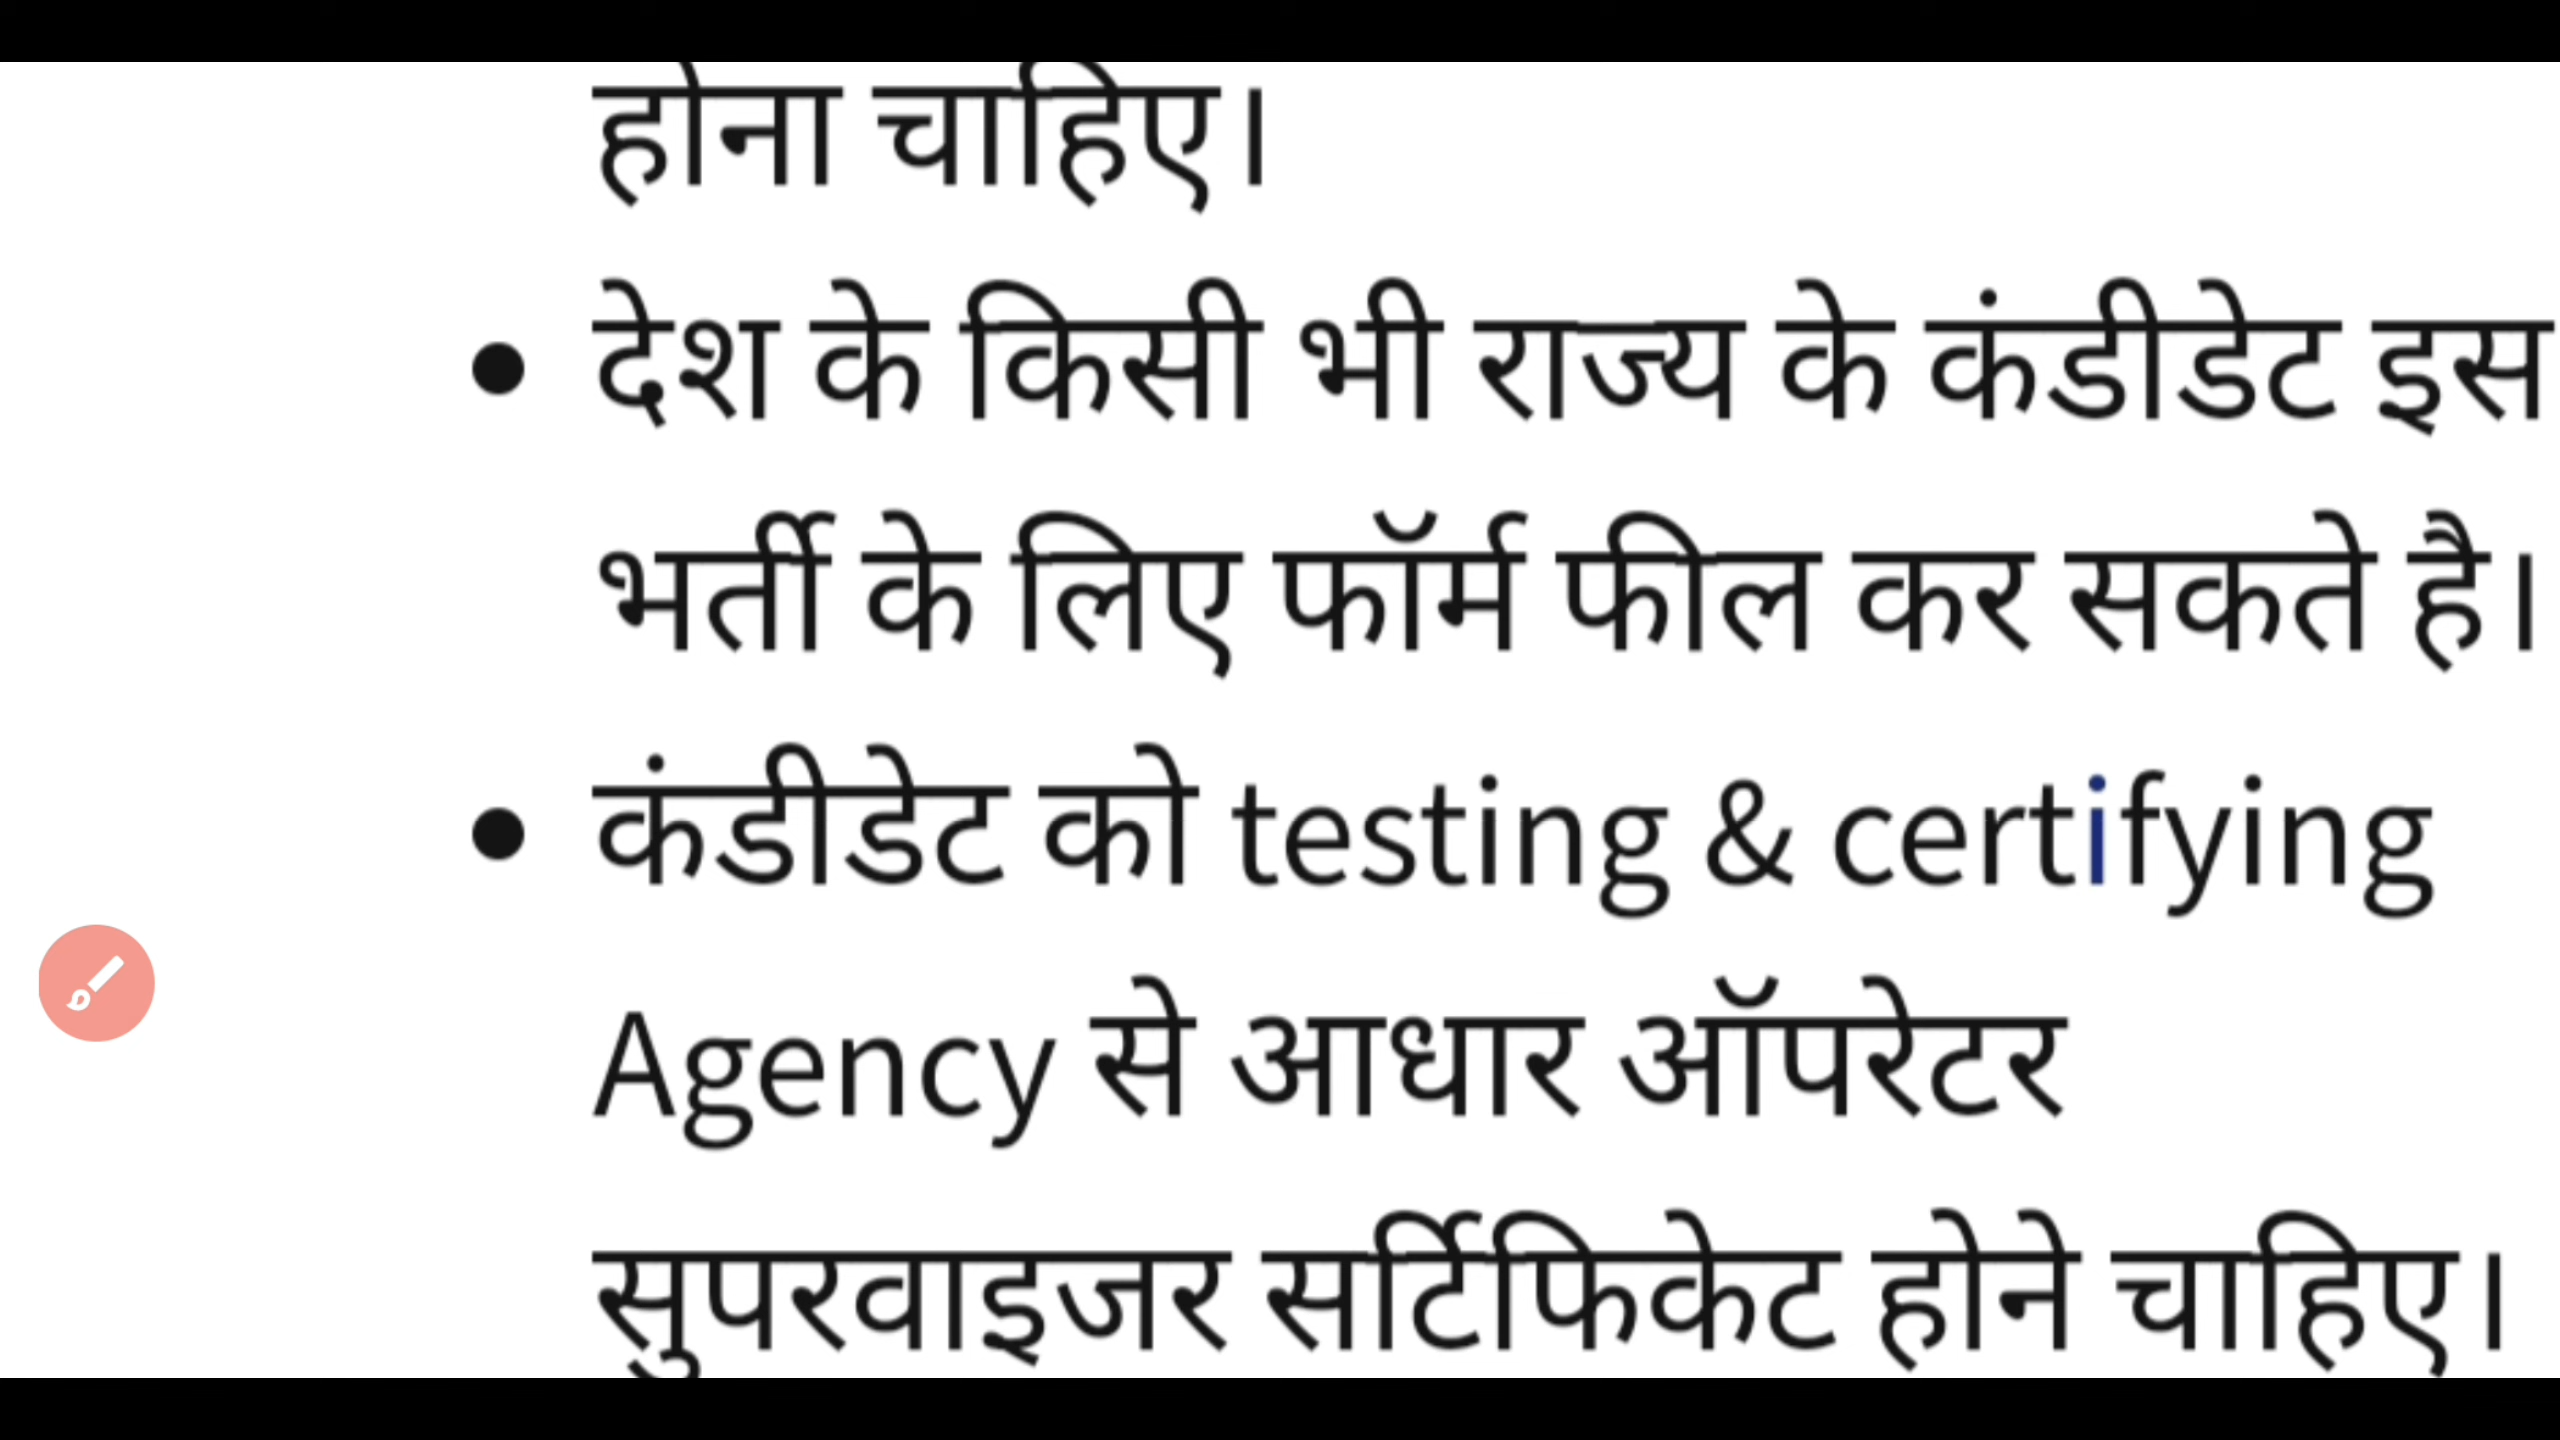 होना चाहिए।
• देश के किसी भी राज्य के कंडीडेट इस
भर्ती के लिए फॉर्म फील कर सकते है।
• कंडीडेट को testing & certifying
Agency से आधार ऑपरेटर
सुपरवाइजर सर्टिफिकेट होने चाहिए।